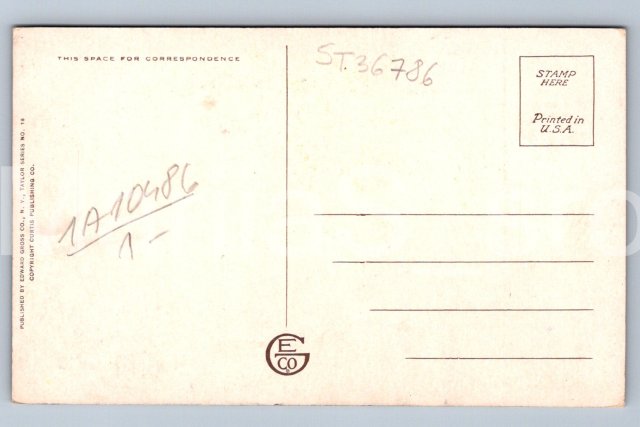 THIS SPACE FOR CORRESPONDENCE
ST.36786
STAMP
HERE
Printed in
U.S.A.
1A10486
1-
PUBLISHED BY EDWARD GROSS CO., N. Y., TAYLOR SERIES NO. 18
COPYRIGHT CURTIS PUBLISHING CO.
E
G
CO